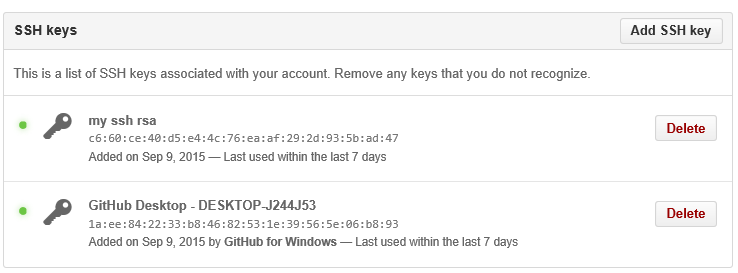 SSH keys
Add SSH key
This is a list of SSH keys associated with your account. Remove any keys that you do not recognize.
my ssh rsa
c6:60:ce:40:d5:e4:4c:76:ea:af:29:2d:93:5b:ad:47
Added on Sep 9, 2015 — Last used within the last 7 days
Delete
GitHub Desktop - DESKTOP-J244J53
1a:ee:84:22:33:b8:46:82:53:1e:39:56:5e:06:b8:93
Added on Sep 9, 2015 by GitHub for Windows — Last used within the last 7 days
Delete